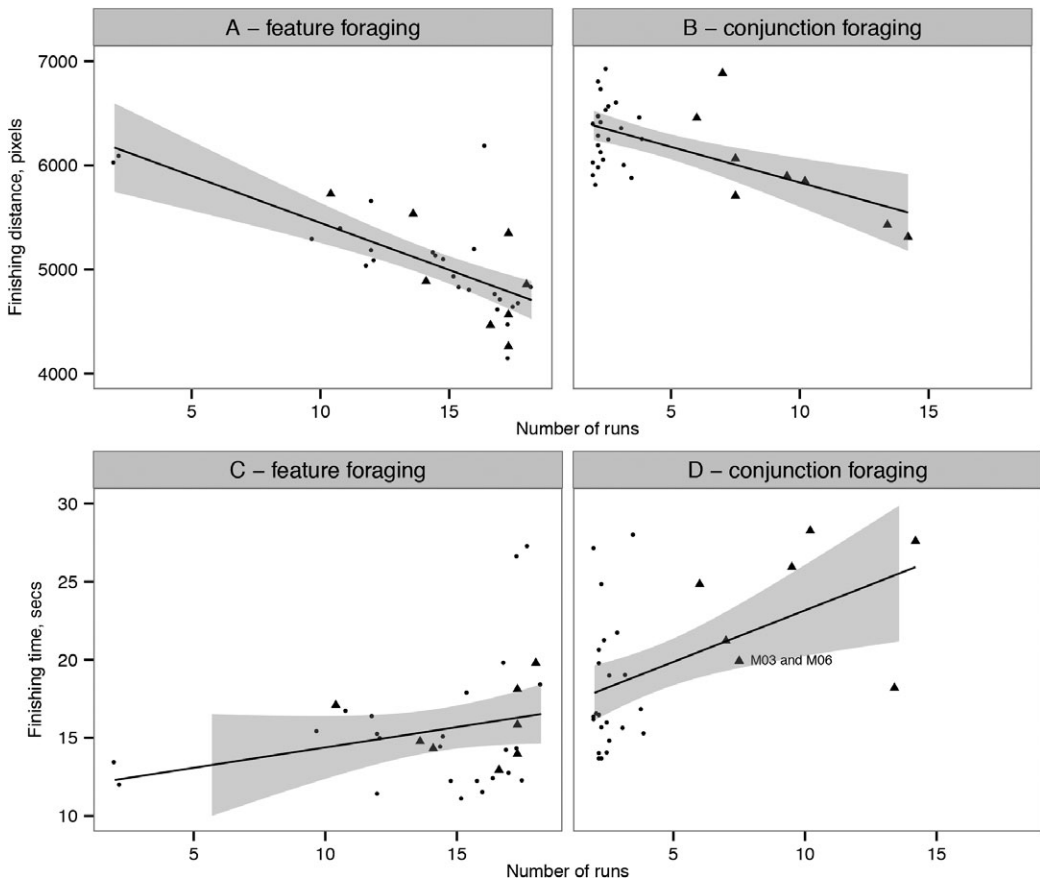 A – feature foraging
B – conjunction foraging
Finishing distance, pixels
7000
6000
5000
4000
5
10
15
5
10
15
Number of runs
C – feature foraging
D – conjunction foraging
Finishing time, secs
30
25
20
15
10
M03 and M06
5
10
15
5
10
15
Number of runs